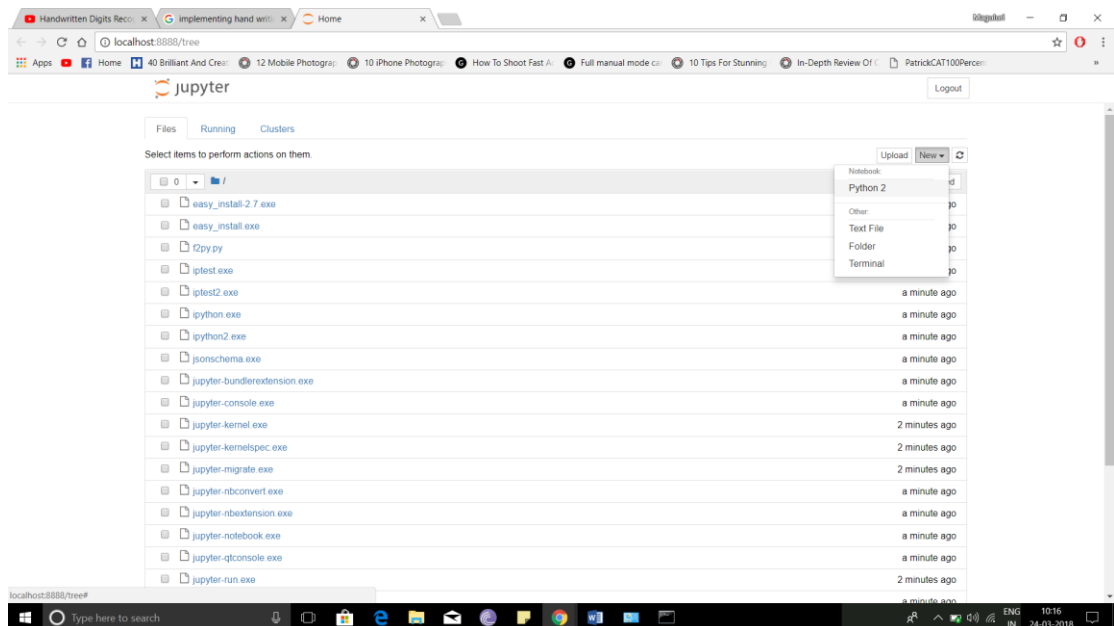 Handwritten Digits Reco
implementing hand writi
Home
localhost:8888/tree
Apps
Home
40 Brilliant And Creat
12 Mobile Photograp
10 iPhone Photograp
How To Shoot Fast A
Full manual mode ca
10 Tips For Stunning
In-Depth Review Of
PatrickCAT100Percen
jupyter
Logout
Files Running Clusters
Select items to perform actions on them.
Upload New
0 /
Notebook:
Python 2
Other:
Text File
Folder
Terminal
easy_install-2.7.exe
easy_install.exe
f2py.py
iptest.exe
iptest2.exe a minute ago
ipython.exe a minute ago
ipython2.exe a minute ago
jsonschema.exe a minute ago
jupyter-bundlerextension.exe a minute ago
jupyter-console.exe a minute ago
jupyter-kernel.exe 2 minutes ago
jupyter-kernelspec.exe 2 minutes ago
jupyter-migrate.exe 2 minutes ago
jupyter-nbconvert.exe a minute ago
jupyter-nbextension.exe a minute ago
jupyter-notebook.exe a minute ago
jupyter-qtconsole.exe a minute ago
jupyter-run.exe 2 minutes ago
a minute ago
localhost:8888/tree#
Type here to search
ENG 10:16
IN 24-03-2018